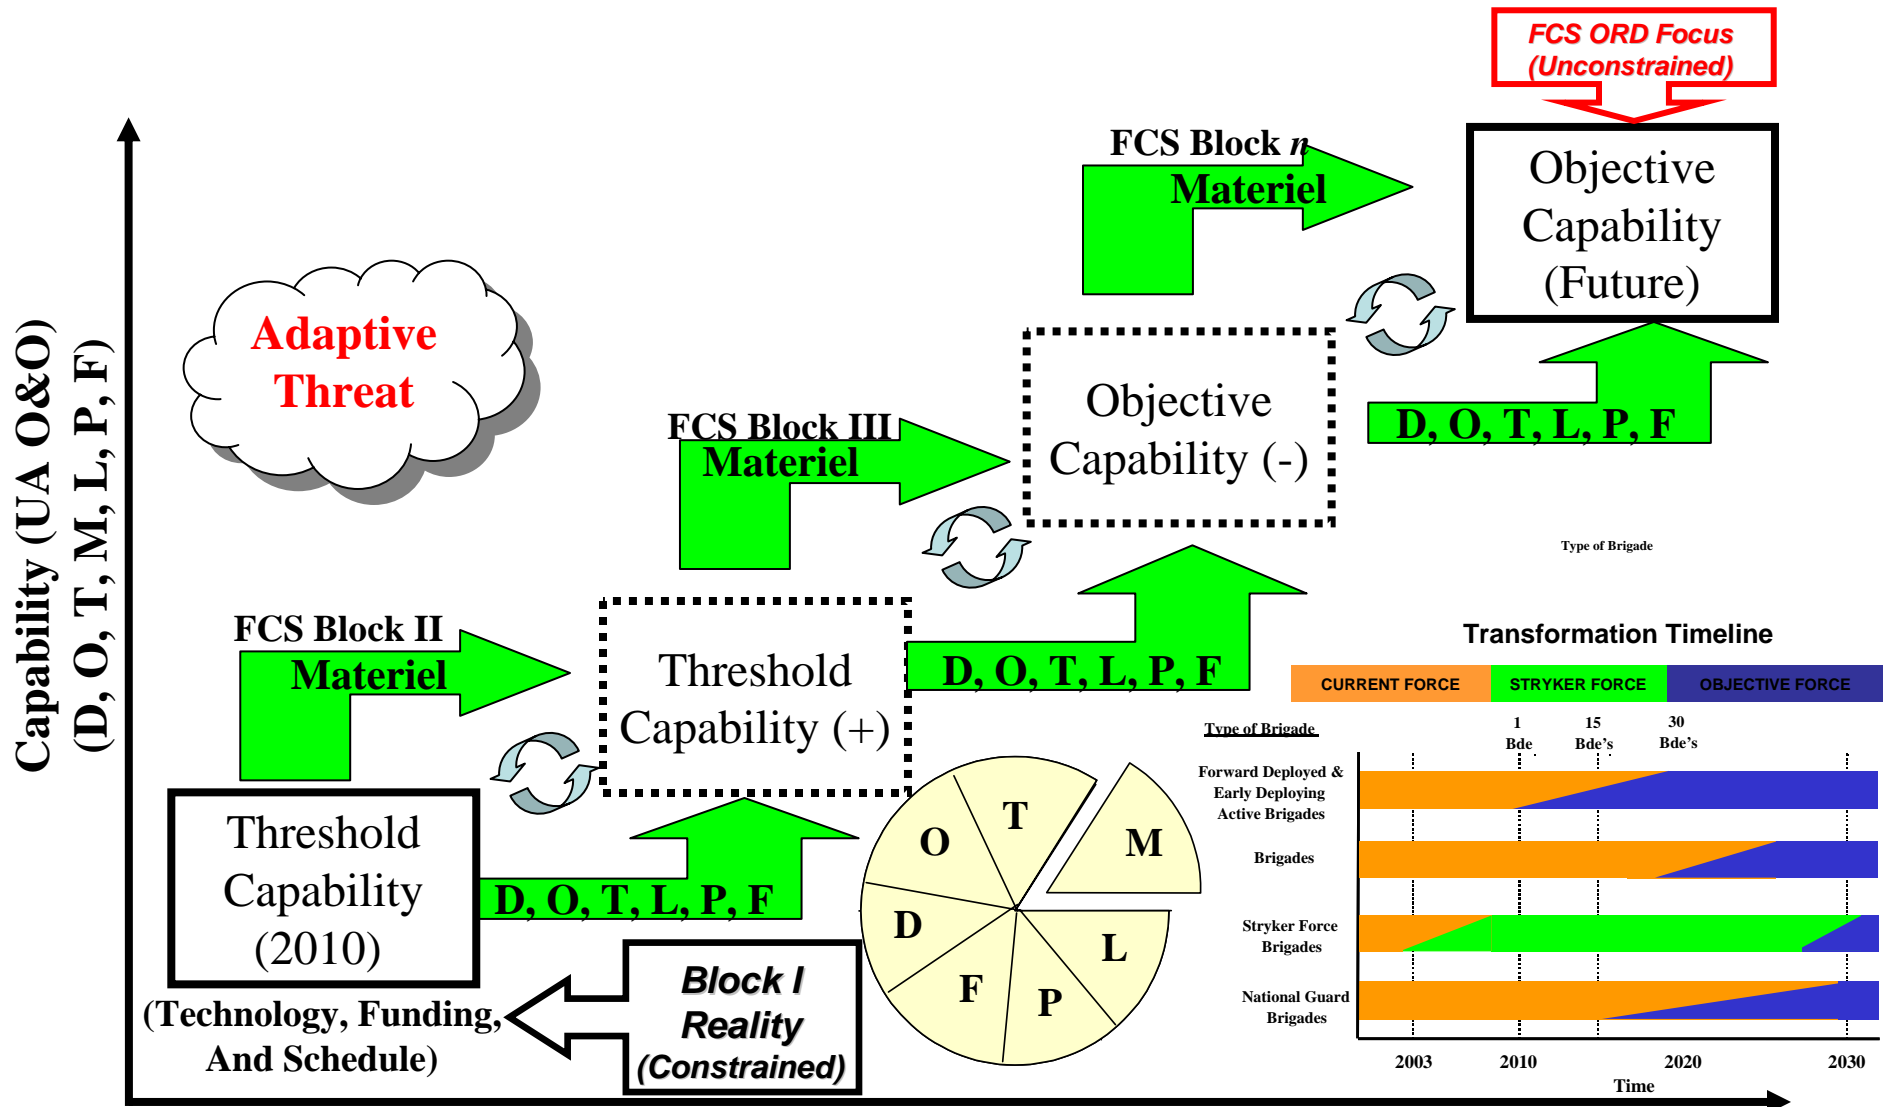 FCS ORD Focus
(Unconstrained)
FCS Block n
Materiel
Objective
Capability
(Future)
Capability (UA O&O)
(D, O, T, M, L, P, F)
Adaptive
Threat
Objective
Capability (-)
D, O, T, L, P, F
FCS Block III
Materiel
Type of Brigade
FCS Block II
Materiel
Threshold
Capability (+)
D, O, T, L, P, F
Transformation Timeline
CURRENT FORCE
STRYKER FORCE
OBJECTIVE FORCE
Type of Brigade
1
Bde
15
Bde's
30
Bde's
Forward Deployed &
Early Deploying
Active Brigades
Brigades
Stryker Force
Brigades
National Guard
Brigades
2003
2010
2020
2030
Time
Threshold
Capability
(2010)
D, O, T, L, P, F
T
M
O
D
L
F
P
(Technology, Funding,
And Schedule)
Block I
Reality
(Constrained)